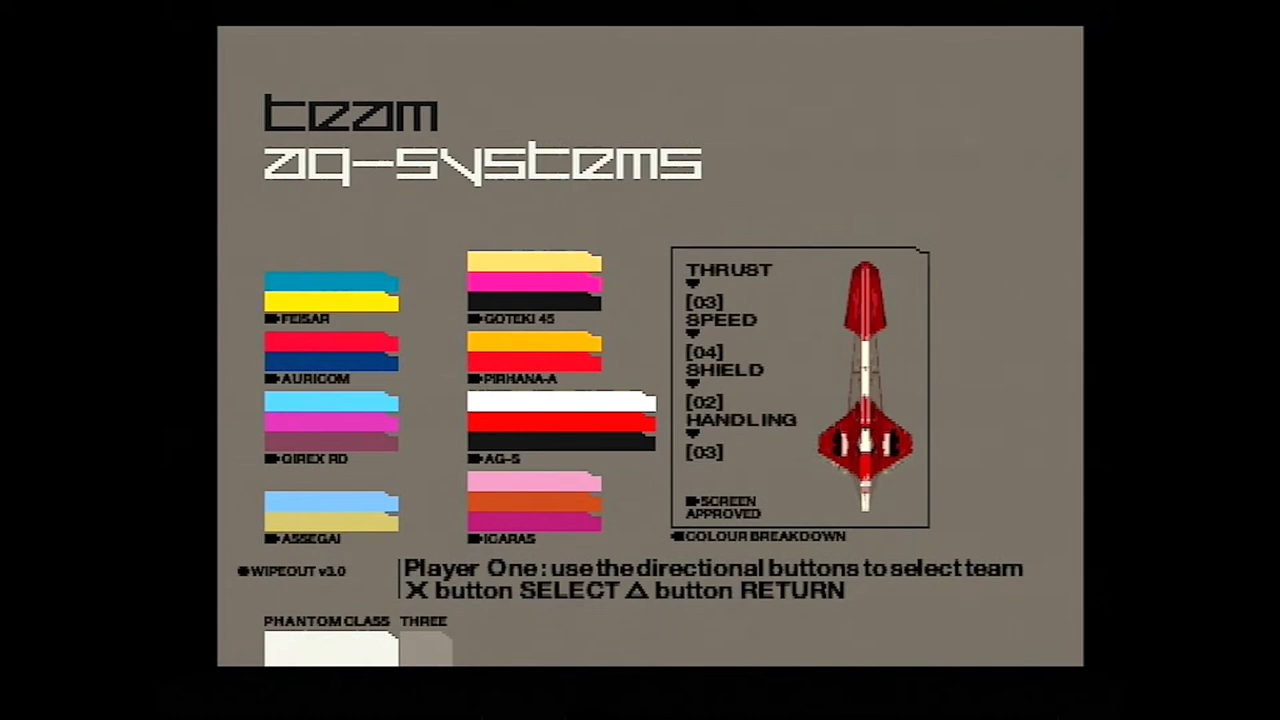 team
ag-systems
FEISAR
AURICOM
QIREX RD
ASSEGAI
GOTEKI 45
PIRHANA-A
AG-S
ICARAS
THRUST
[03]
SPEED
[04]
SHIELD
[02]
HANDLING
[03]
SCREEN
APPROVED
COLOUR BREAKDOWN
WIPEOUT v3.0
Player One: use the directional buttons to select team
X button SELECT △ button RETURN
PHANTOM CLASS THREE